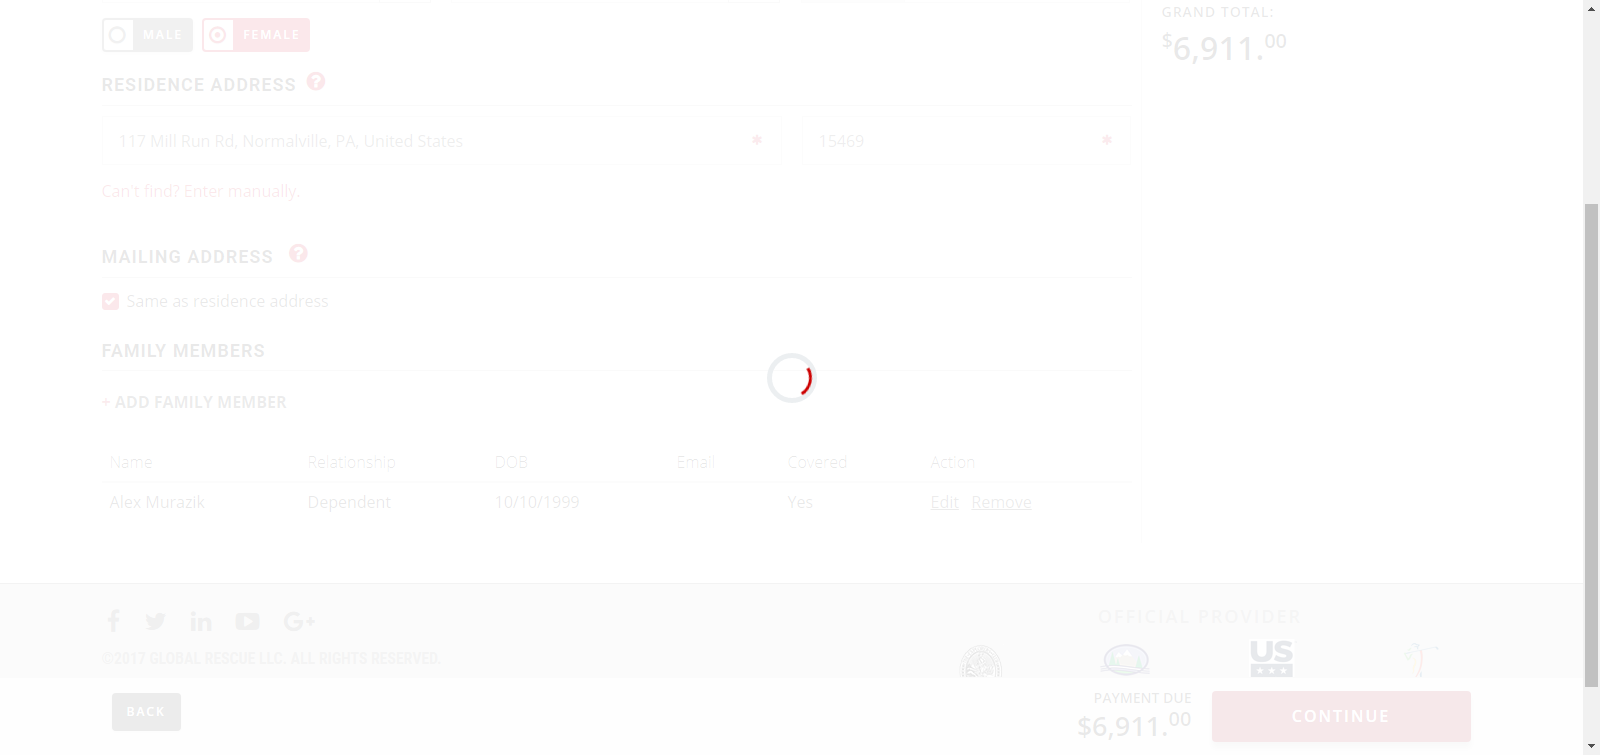 GRAND TOTAL:
$6,911.00
MALE
FEMALE
RESIDENCE ADDRESS ?
117 Mill Run Rd, Normalville, PA, United States *
15469 *
Can't find? Enter manually.
MAILING ADDRESS ?
Same as residence address
FAMILY MEMBERS
+ ADD FAMILY MEMBER
Name Relationship DOB Email Covered Action
Alex Murazik Dependent 10/10/1999 Yes Edit Remove
OFFICIAL PROVIDER
©2017 GLOBAL RESCUE LLC. ALL RIGHTS RESERVED.
US
BACK
PAYMENT DUE
$6,911.00
CONTINUE